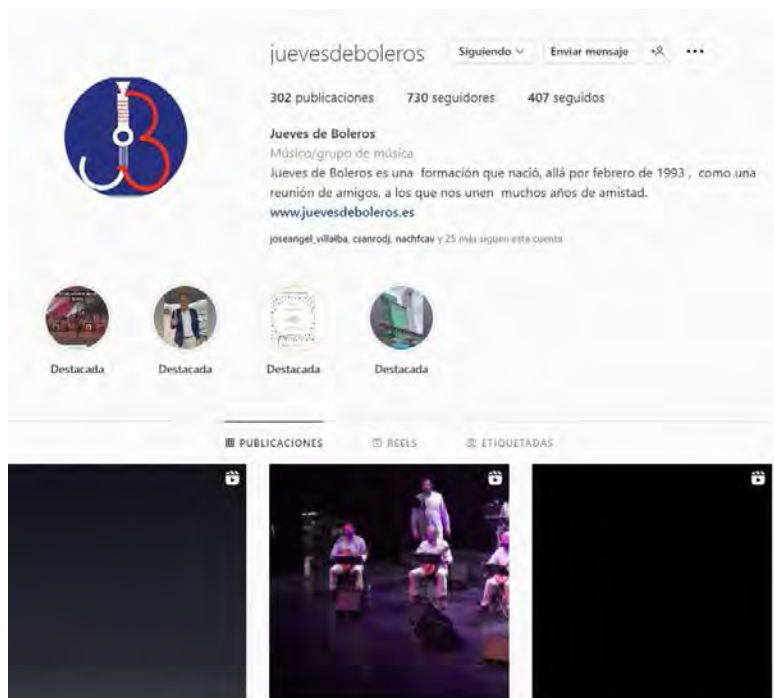 juevesdeboleros Siguiendo Enviar mensaje
302 publicaciones 730 seguidores 407 seguidos
Jueves de Boleros
Músico/grupo de música
Jueves de Boleros es una formación que nació, allá por febrero de 1993 , como una
reunión de amigos, a los que nos unen muchos años de amistad.
www.juevesdeboleros.es
joseangel_villalba, csanrodj, nachfcav y 25 más siguen esta cuenta
Destacada Destacada Destacada Destacada
PUBLICACIONES REELS ETIQUETADAS